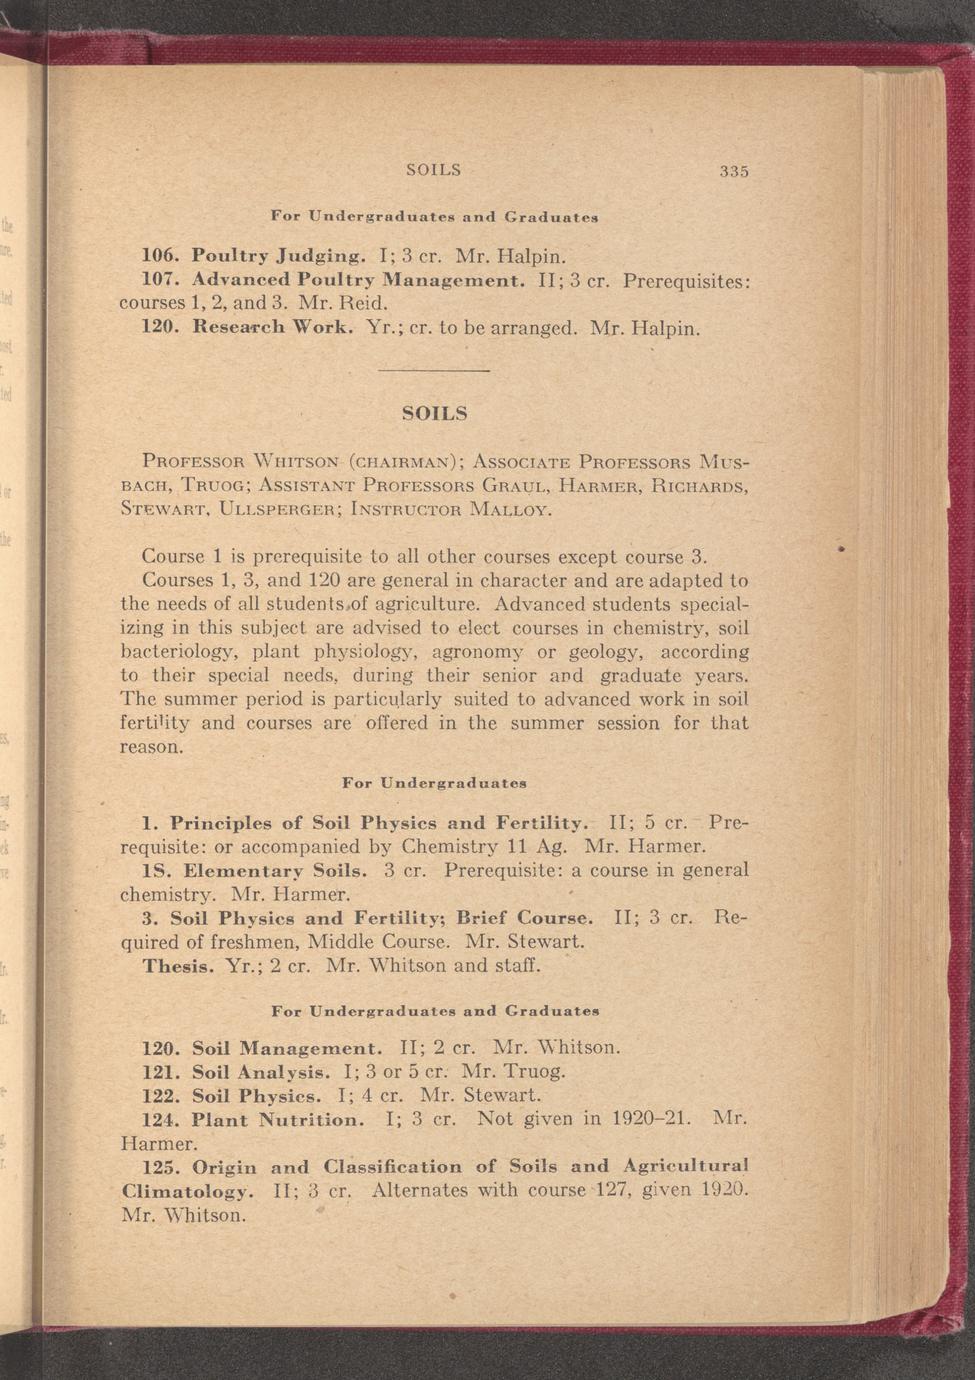 SOILS 335
For Undergraduates and Graduates
106. Poultry Judging. I; 3 cr. Mr. Halpin.
107. Advanced Poultry Management. II; 3 cr. Prerequisites:
courses 1, 2, and 3. Mr. Reid.
120. Research Work. Yr.; cr. to be arranged. Mr. Halpin.
SOILS
PROFESSOR WHITSON (CHAIRMAN); ASSOCIATE PROFESSORS MUS-
BACH, TRUOG; ASSISTANT PROFESSORS GRAUL, HARMER, RICHARDS,
STEWART, ULLSPERGER; INSTRUCTOR MALLOY.
Course 1 is prerequisite to all other courses except course 3.
Courses 1, 3, and 120 are general in character and are adapted to
the needs of all students of agriculture. Advanced students special-
izing in this subject are advised to elect courses in chemistry, soil
bacteriology, plant physiology, agronomy or geology, according
to their special needs, during their senior and graduate years.
The summer period is particularly suited to advanced work in soil
fertility and courses are offered in the summer session for that
reason.
For Undergraduates
1. Principles of Soil Physics and Fertility. II; 5 cr. Pre-
requisite: or accompanied by Chemistry 11 Ag. Mr. Harmer.
1S. Elementary Soils. 3 cr. Prerequisite: a course in general
chemistry. Mr. Harmer.
3. Soil Physics and Fertility; Brief Course. II; 3 cr. Re-
quired of freshmen, Middle Course. Mr. Stewart.
Thesis. Yr.; 2 cr. Mr. Whitson and staff.
For Undergraduates and Graduates
120. Soil Management. II; 2 cr. Mr. Whitson.
121. Soil Analysis. I; 3 or 5 cr. Mr. Truog.
122. Soil Physics. I; 4 cr. Mr. Stewart.
124. Plant Nutrition. I; 3 cr. Not given in 1920–21. Mr.
Harmer.
125. Origin and Classification of Soils and Agricultural
Climatology. II; 3 cr. Alternates with course 127, given 1920.
Mr. Whitson.